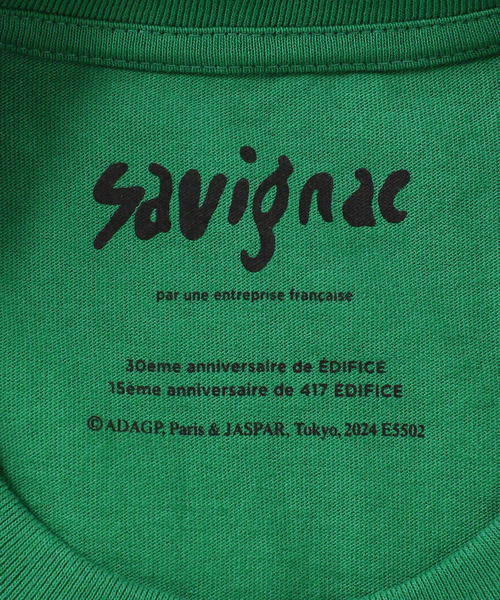 savignac
par une entreprise française
30ème anniversaire de ÉDIFICE
15ème anniversaire de 417 ÉDIFICE
©ADAGP, Paris & JASPAR, Tokyo, 2024 E5502